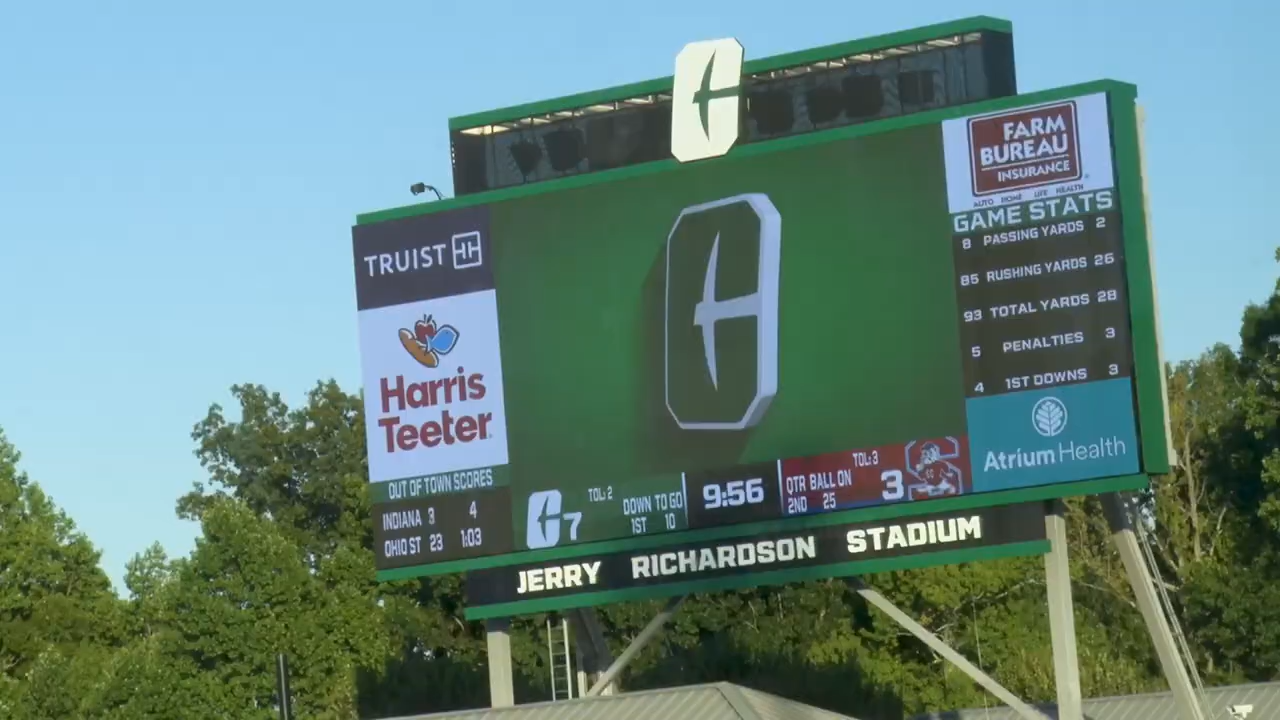 TRUIST
Harris
Teeter
OUT OF TOWN SCORES
INDIANA 3 4
OHIO ST 23 1:03
FARM
BUREAU
INSURANCE
AUTO HOME LIFE HEALTH
GAME STATS
8 PASSING YARDS 2
85 RUSHING YARDS 26
93 TOTAL YARDS 28
5 PENALTIES 3
4 1ST DOWNS 3
Atrium Health
C 7 TOL: 2
DOWN TO GO
1ST 10
9:56
QTR BALL ON TOL: 3
2ND 25
3
JERRY RICHARDSON STADIUM